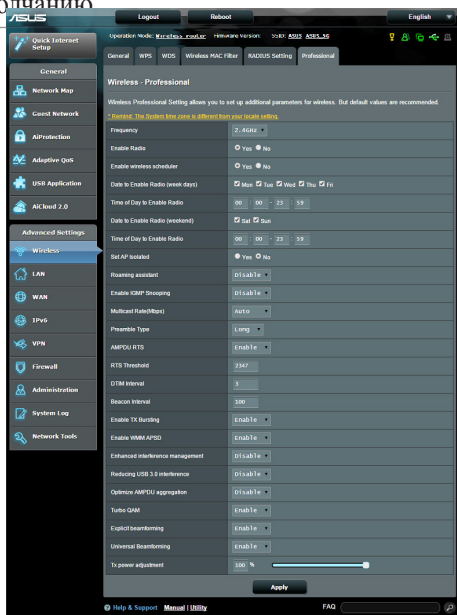 олчанию
ASUS Logout Reboot English
Operation Mode: Wireless router Firmware Version: SSID: ASUS ASUS_5G
Quick Internet Setup
General WPS WDS Wireless MAC Filter RADIUS Setting Professional
General
Network Map
Guest Network
AiProtection
Adaptive QoS
USB Application
AiCloud 2.0
Advanced Settings
Wireless
LAN
WAN
IPv6
VPN
Firewall
Administration
System Log
Network Tools
Wireless - Professional
Wireless Professional Setting allows you to set up additional parameters for wireless. But default values are recommended.
* Remind: The System time zone is different from your locale setting.
Frequency 2.4GHz
Enable Radio Yes No
Enable wireless scheduler Yes No
Date to Enable Radio (week days) Mon Tue Wed Thu Fri
Time of Day to Enable Radio 00 : 00 - 23 : 59
Date to Enable Radio (weekend) Sat Sun
Time of Day to Enable Radio 00 : 00 - 23 : 59
Set AP Isolated Yes No
Roaming assistant Disable
Enable IGMP Snooping Disable
Multicast Rate(Mbps) Auto
Preamble Type Long
AMPDU RTS Enable
RTS Threshold 2347
DTIM Interval 3
Beacon Interval 100
Enable TX Bursting Enable
Enable WMM APSD Enable
Enhanced interference management Disable
Reducing USB 3.0 interference Disable
Optimize AMPDU aggregation Disable
Turbo QAM Enable
Explicit beamforming Enable
Universal Beamforming Enable
Tx power adjustment 100 %
Apply
Help & Support Manual | Utility FAQ